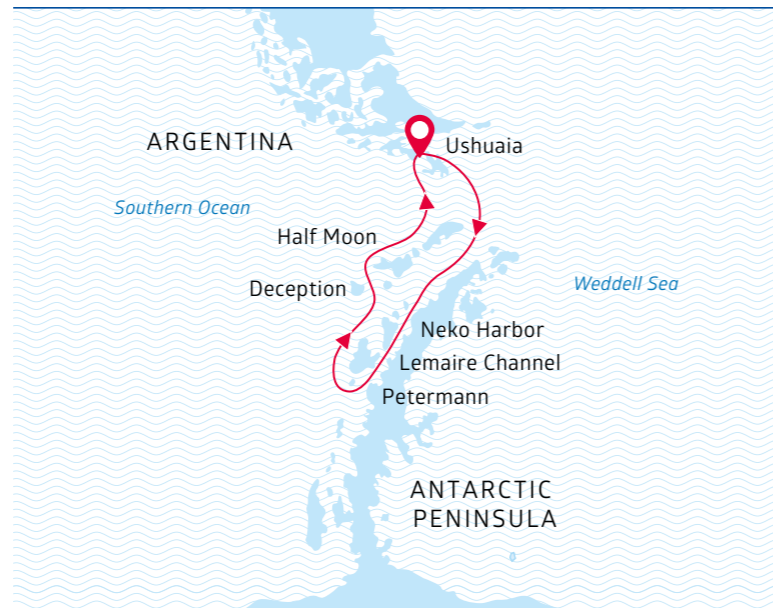 ARGENTINA
Ushuaia
Southern Ocean
Half Moon
Weddell Sea
Deception
Neko Harbor
Lemaire Channel
Petermann
ANTARCTIC
PENINSULA